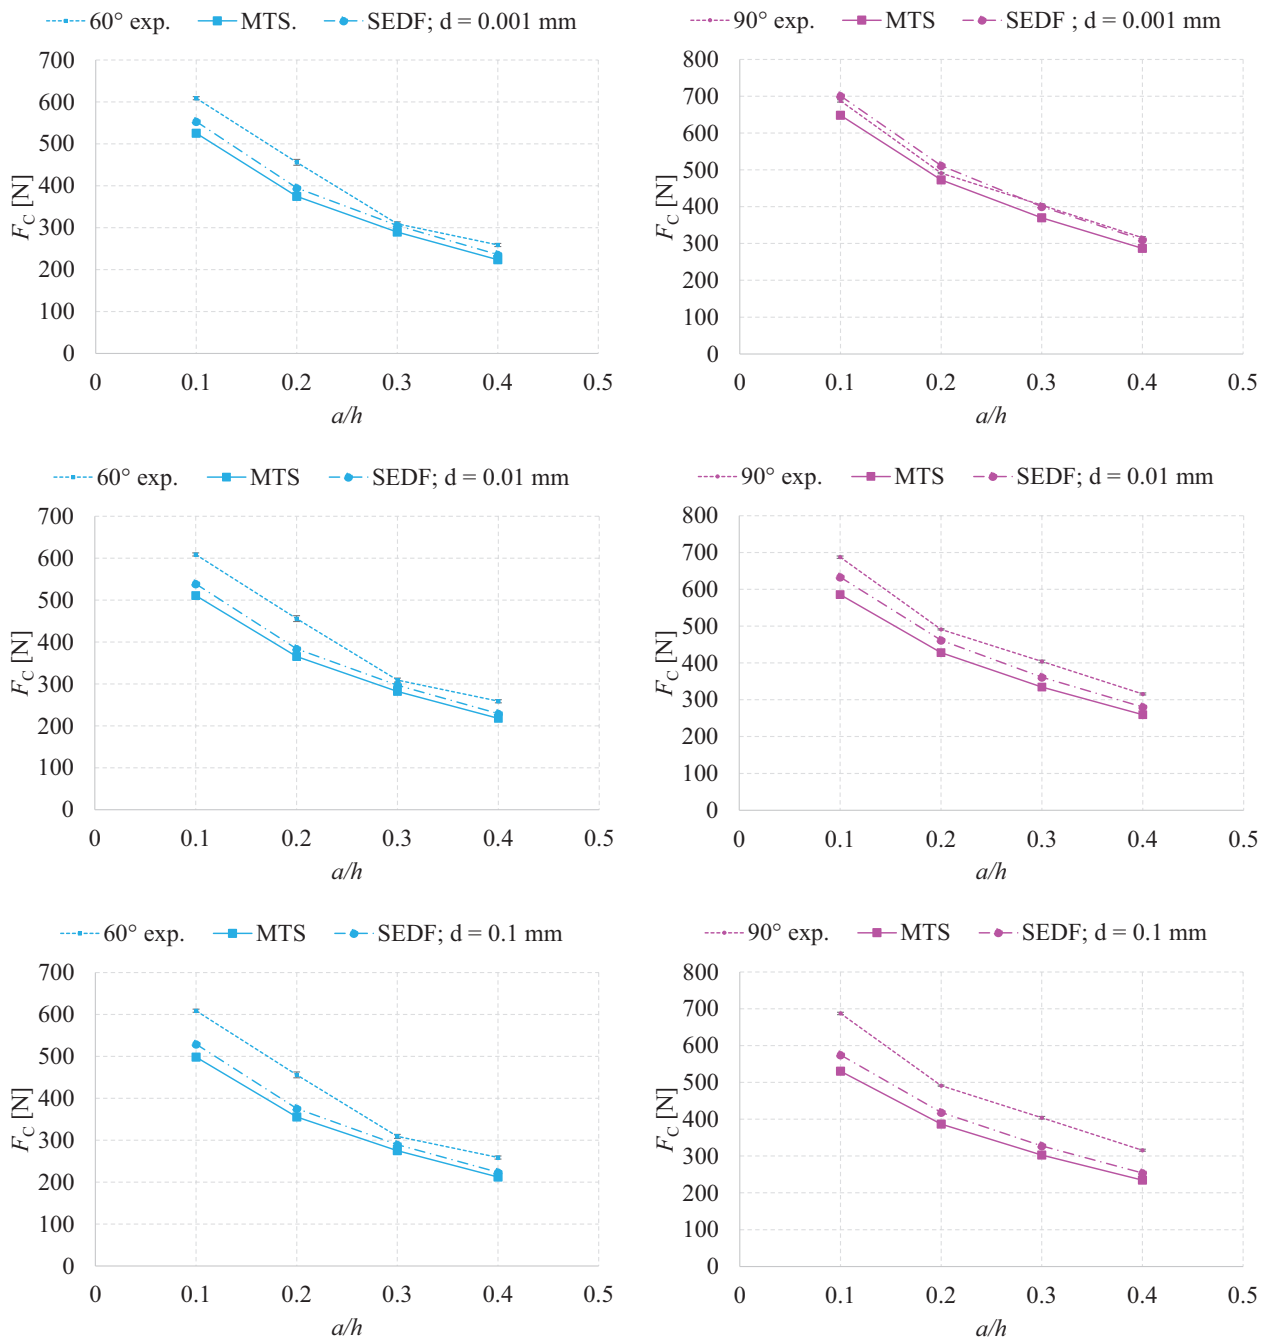 60° exp. MTS. SEDF; d = 0.001 mm
700
600
500
400
300
200
100
0
F_C [N]
0 0.1 0.2 0.3 0.4 0.5
a/h
90° exp. MTS SEDF ; d = 0.001 mm
800
700
600
500
400
300
200
100
0
F_C [N]
0 0.1 0.2 0.3 0.4 0.5
a/h
60° exp. MTS SEDF; d = 0.01 mm
700
600
500
400
300
200
100
0
F_C [N]
0 0.1 0.2 0.3 0.4 0.5
a/h
90° exp. MTS SEDF; d = 0.01 mm
800
700
600
500
400
300
200
100
0
F_C [N]
0 0.1 0.2 0.3 0.4 0.5
a/h
60° exp. MTS SEDF; d = 0.1 mm
700
600
500
400
300
200
100
0
F_C [N]
0 0.1 0.2 0.3 0.4 0.5
a/h
90° exp. MTS SEDF; d = 0.1 mm
800
700
600
500
400
300
200
100
0
F_C [N]
0 0.1 0.2 0.3 0.4 0.5
a/h